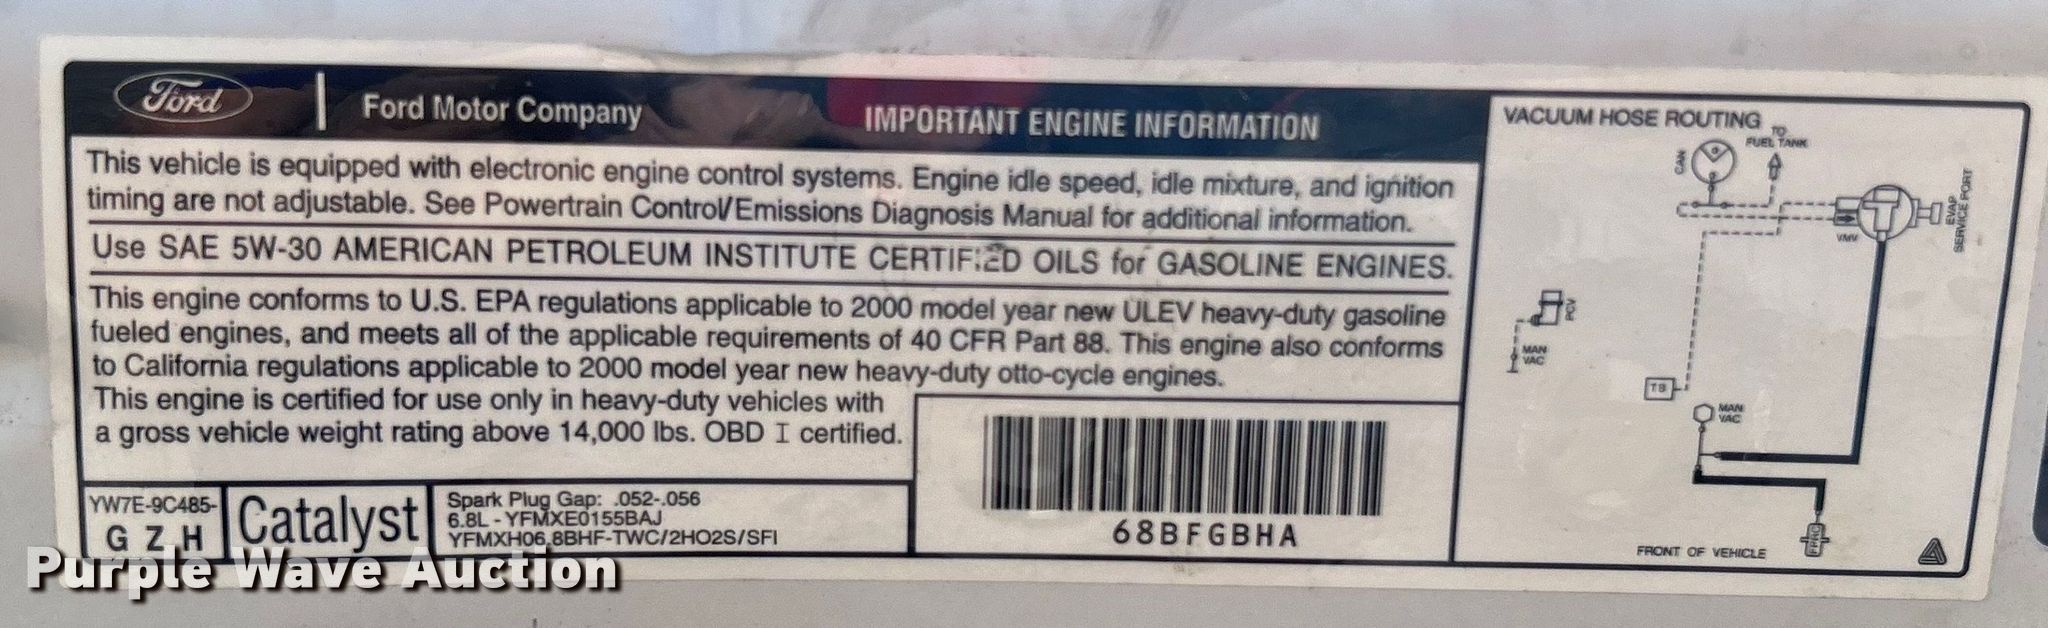 Ford
Ford Motor Company
IMPORTANT ENGINE INFORMATION
This vehicle is equipped with electronic engine control systems. Engine idle speed, idle mixture, and ignition
timing are not adjustable. See Powertrain Control/Emissions Diagnosis Manual for additional information.
Use SAE 5W-30 AMERICAN PETROLEUM INSTITUTE CERTIFIED OILS for GASOLINE ENGINES.
This engine conforms to U.S. EPA regulations applicable to 2000 model year new ULEV heavy-duty gasoline
fueled engines, and meets all of the applicable requirements of 40 CFR Part 88. This engine also conforms
to California regulations applicable to 2000 model year new heavy-duty otto-cycle engines.
This engine is certified for use only in heavy-duty vehicles with
a gross vehicle weight rating above 14,000 lbs. OBD I certified.
YW7E-9C485-
G Z H
Catalyst
Spark Plug Gap: .052-.056
6.8L - YFMXE0155BAJ
YFMXH06.8BHF-TWC/2HO2S/SFI
68BFGBHA
VACUUM HOSE ROUTING
TO
FUEL TANK
CAN
EVAP
SERVICE PORT
VMV
PCV
MAN
VAC
TB
MAN
VAC
FPRC
FRONT OF VEHICLE
Purple Wave Auction